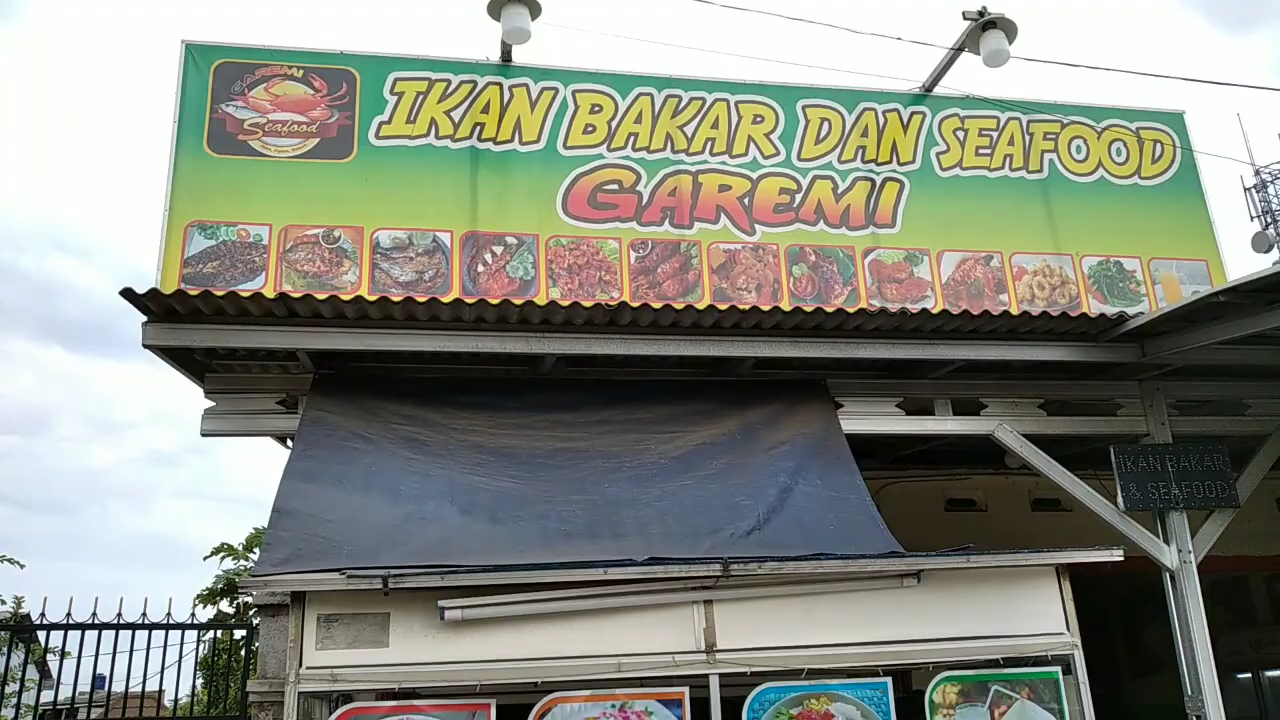 GAREMI
Seafood
IKAN BAKAR DAN SEAFOOD
GAREMI
IKAN BAKAR
& SEAFOOD